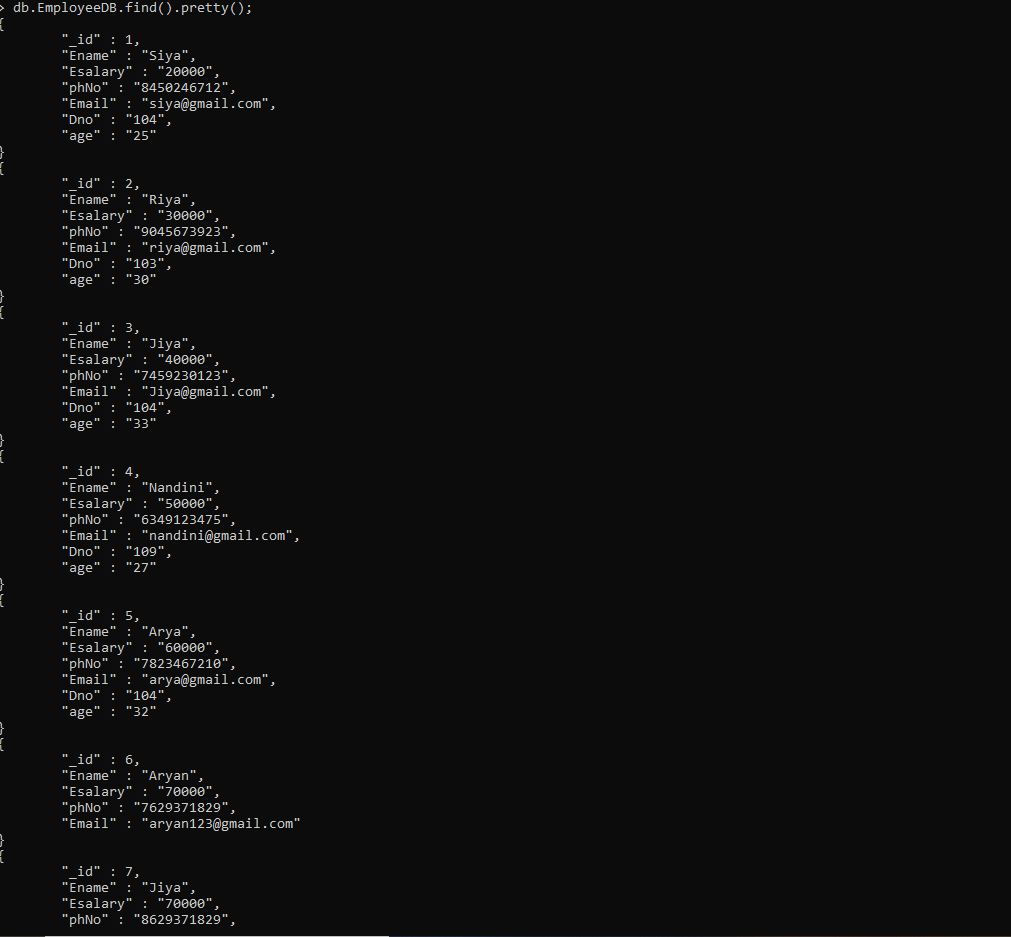 > db.EmployeeDB.find().pretty();
{
"_id" : 1,
"Ename" : "Siya",
"Esalary" : "20000",
"phNo" : "8450246712",
"Email" : "siya@gmail.com",
"Dno" : "104",
"age" : "25"
}
{
"_id" : 2,
"Ename" : "Riya",
"Esalary" : "30000",
"phNo" : "9045673923",
"Email" : "riya@gmail.com",
"Dno" : "103",
"age" : "30"
}
{
"_id" : 3,
"Ename" : "Jiya",
"Esalary" : "40000",
"phNo" : "7459230123",
"Email" : "Jiya@gmail.com",
"Dno" : "104",
"age" : "33"
}
{
"_id" : 4,
"Ename" : "Nandini",
"Esalary" : "50000",
"phNo" : "6349123475",
"Email" : "nandini@gmail.com",
"Dno" : "109",
"age" : "27"
}
{
"_id" : 5,
"Ename" : "Arya",
"Esalary" : "60000",
"phNo" : "7823467210",
"Email" : "arya@gmail.com",
"Dno" : "104",
"age" : "32"
}
{
"_id" : 6,
"Ename" : "Aryan",
"Esalary" : "70000",
"phNo" : "7629371829",
"Email" : "aryan123@gmail.com"
}
{
"_id" : 7,
"Ename" : "Jiya",
"Esalary" : "70000",
"phNo" : "8629371829",